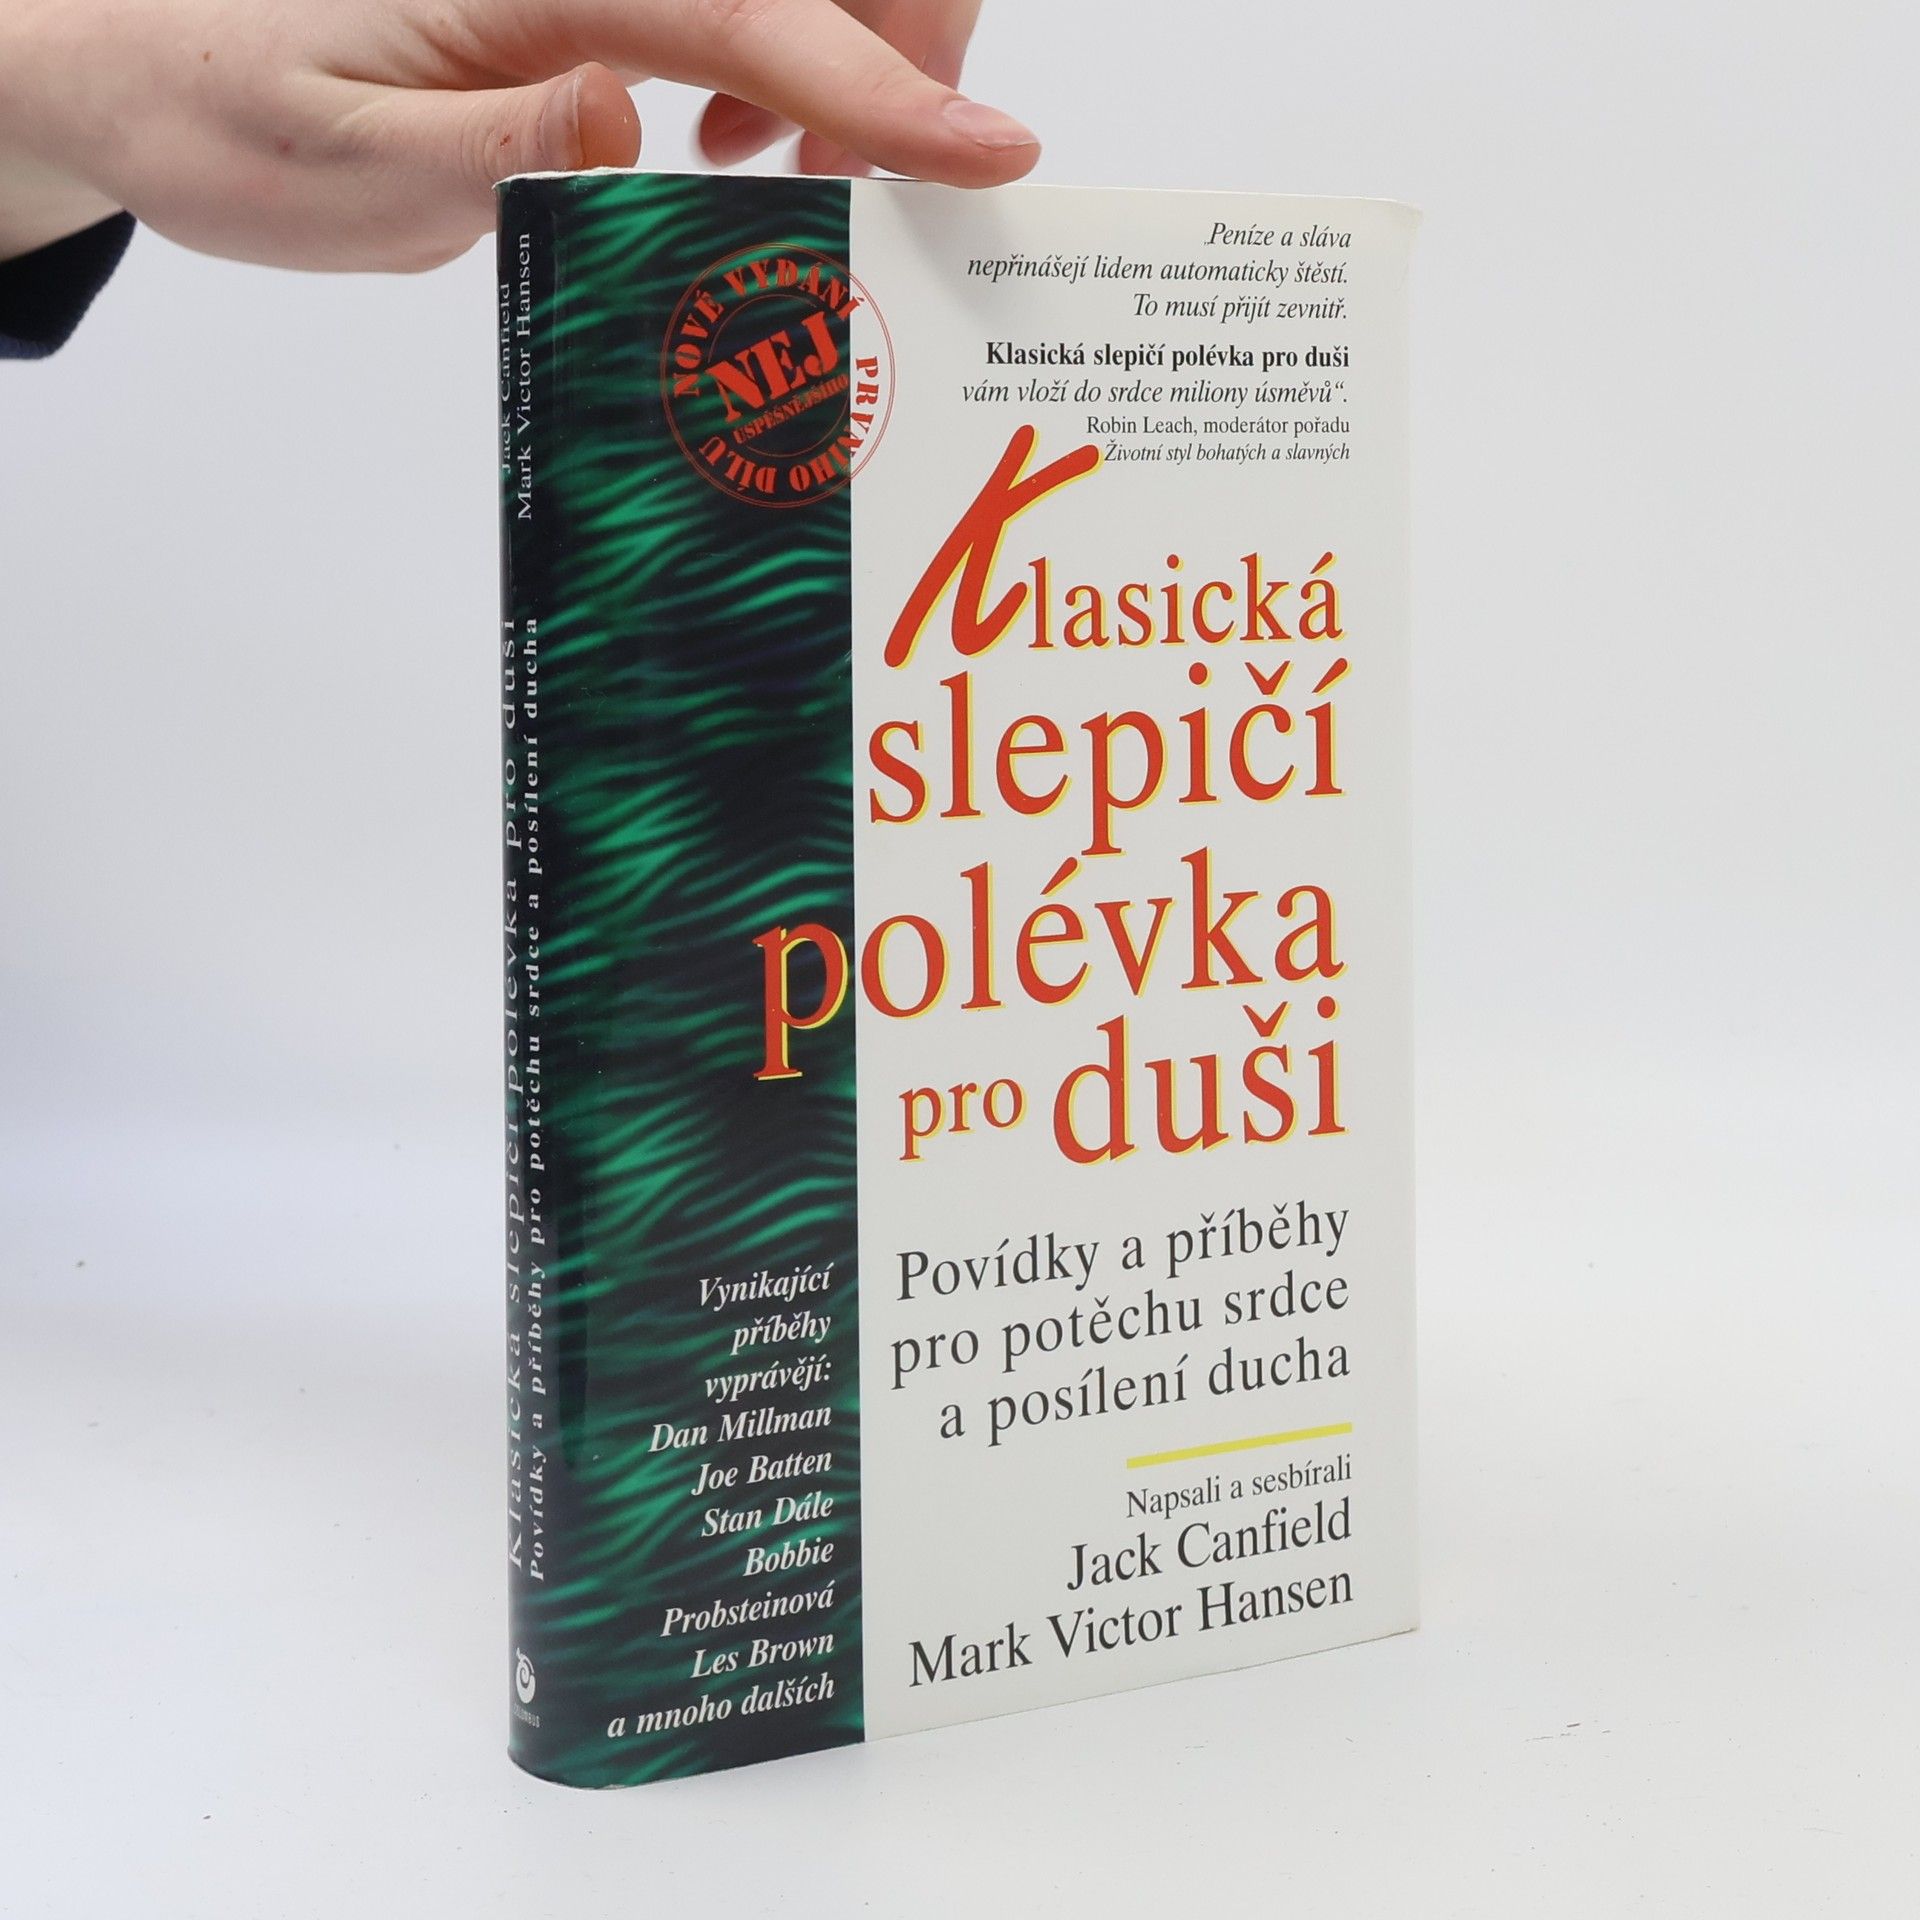 Jack Canfield
Mark Victor Hansen
Klasická slepičí polévka pro duši
Povídky a příběhy pro potěchu srdce a posílení ducha
COLUMBUS
NOVÉ VYDÁNÍ
NEJ
ÚSPĚŠNĚJŠÍHO
PRVNÍHO DÍLU
„Peníze a sláva
nepřinášejí lidem automaticky štěstí.
To musí přijít zevnitř.
Klasická slepičí polévka pro duši
vám vloží do srdce miliony úsměvů“.
Robin Leach, moderátor pořadu
Životní styl bohatých a slavných
Klasická
slepičí
polévka
pro duši
Povídky a příběhy
pro potěchu srdce
a posílení ducha
Napsali a sesbírali
Jack Canfield
Mark Victor Hansen
Vynikající
příběhy
vyprávějí:
Dan Millman
Joe Batten
Stan Dále
Bobbie
Probsteinová
Les Brown
a mnoho dalších